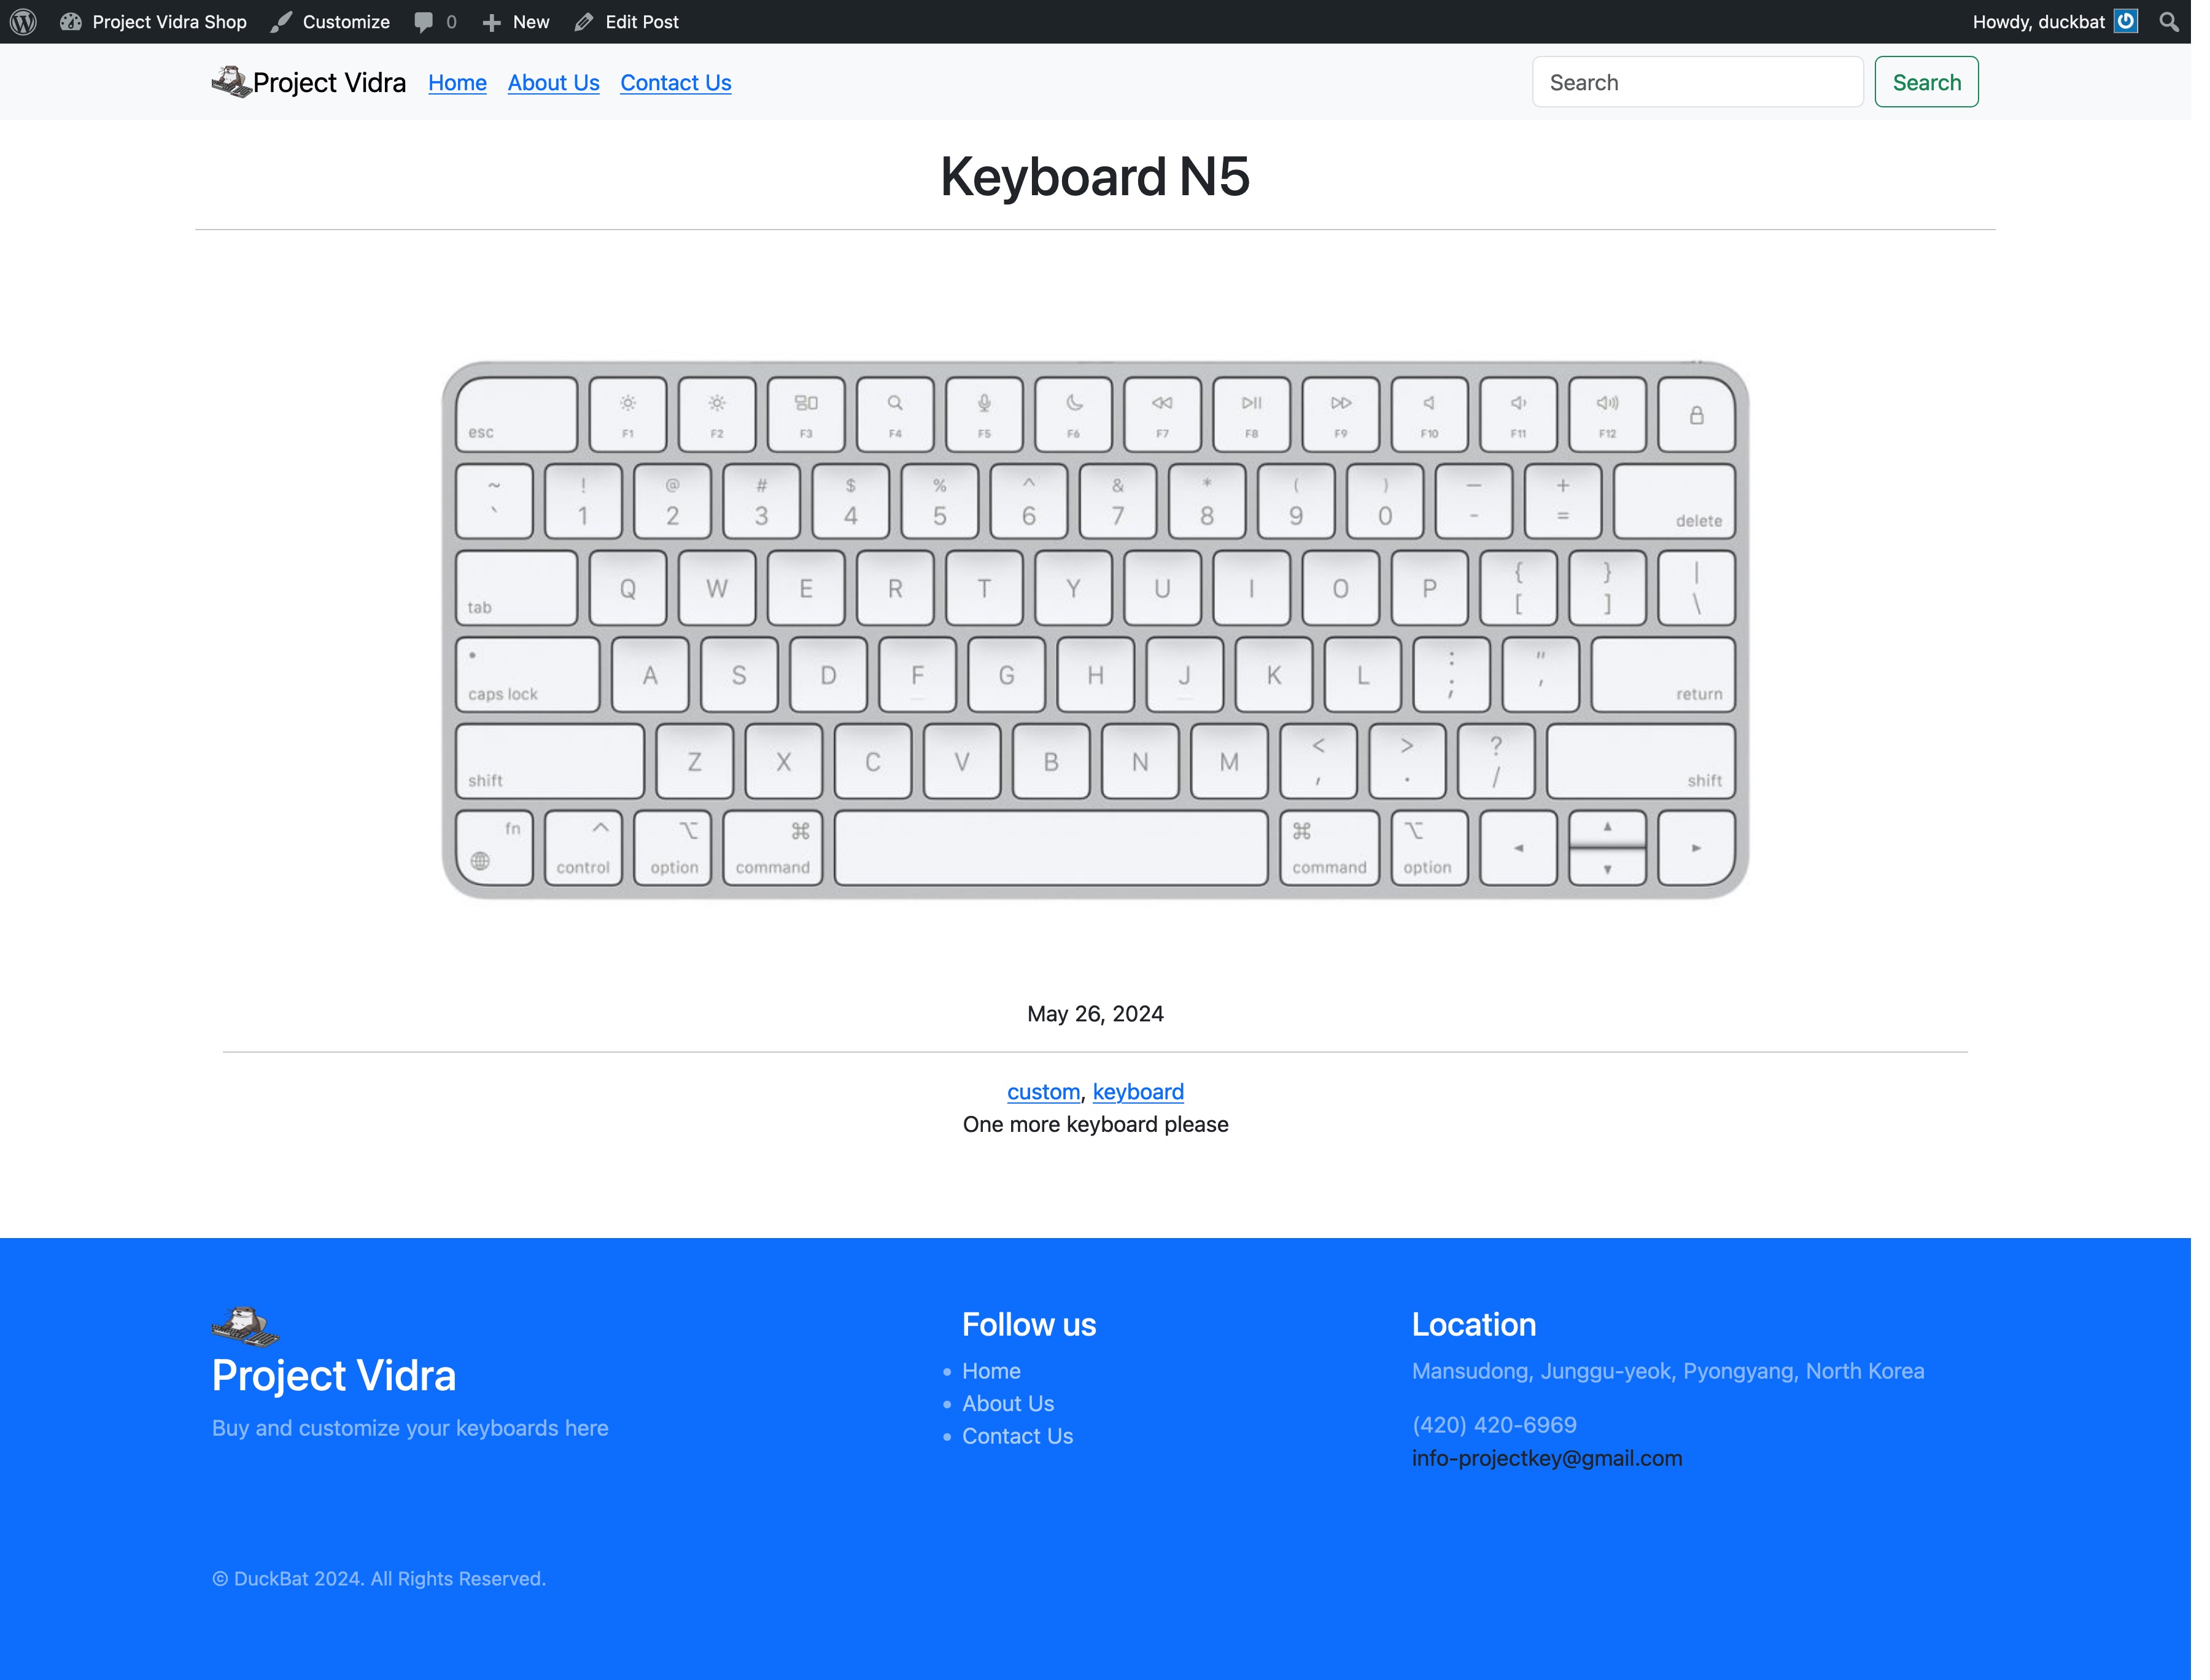 Project Vidra Shop Customize 0 New Edit Post Howdy, duckbat
Project Vidra Home About Us Contact Us Search Search
Keyboard N5
esc F1 F2 F3 F4 F5 F6 F7 F8 F9 F10 F11 F12
~ ! @ # $ % ^ & * ( ) — +
` 1 2 3 4 5 6 7 8 9 0 - = delete
tab Q W E R T Y U I O P { } |
[ ] \
caps lock A S D F G H J K L : "
; ' return
shift Z X C V B N M < > ?
, . / shift
fn ^ ⌥ ⌘ ⌘ ⌥ ▲
◄ ►
control option command command option ▼
May 26, 2024
custom, keyboard
One more keyboard please
Project Vidra
Buy and customize your keyboards here
Follow us
• Home
• About Us
• Contact Us
Location
Mansudong, Junggu-yeok, Pyongyang, North Korea
(420) 420-6969
info-projectkey@gmail.com
© DuckBat 2024. All Rights Reserved.